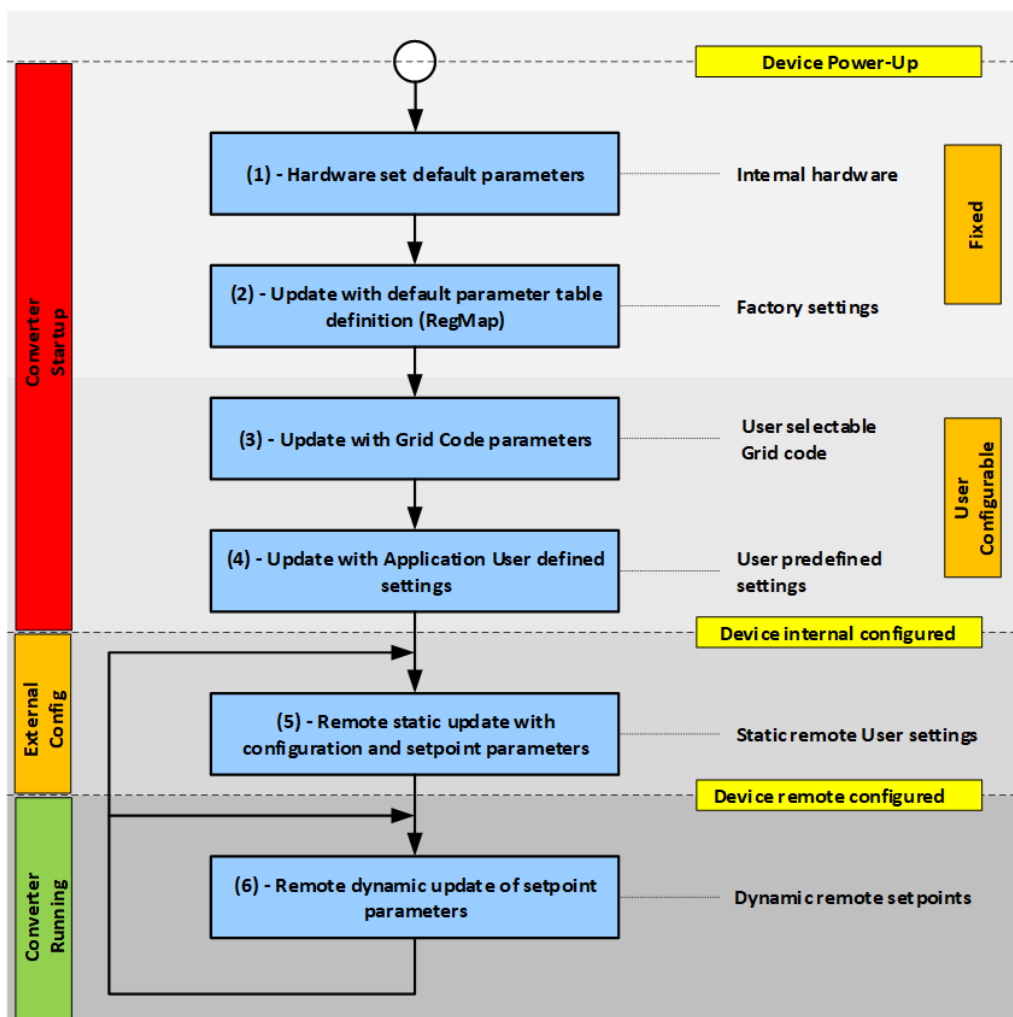 Device Power-Up
Converter
Startup
(1) - Hardware set default parameters
Internal hardware
Fixed
(2) - Update with default parameter table
definition (RegMap)
Factory settings
(3) - Update with Grid Code parameters
User selectable
Grid code
User
Configurable
(4) - Update with Application User defined
settings
User predefined
settings
Device internal configured
External
Config
(5) - Remote static update with
configuration and setpoint parameters
Static remote User settings
Device remote configured
Converter
Running
(6) - Remote dynamic update of setpoint
parameters
Dynamic remote setpoints